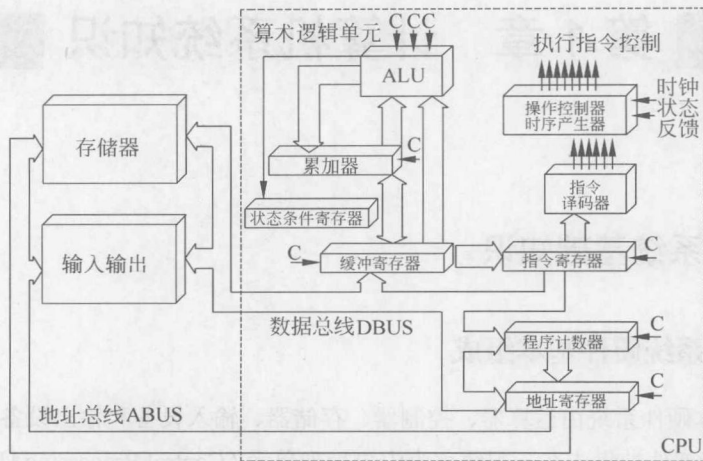 算术逻辑单元
C CC
ALU
执行指令控制
操作控制器
时序产生器
时钟
状态
反馈
存储器
累加器
C
指令
译码器
状态条件寄存器
输入输出
C
缓冲寄存器
指令寄存器
C
数据总线DBUS
程序计数器
C
地址寄存器
C
地址总线ABUS
CPU